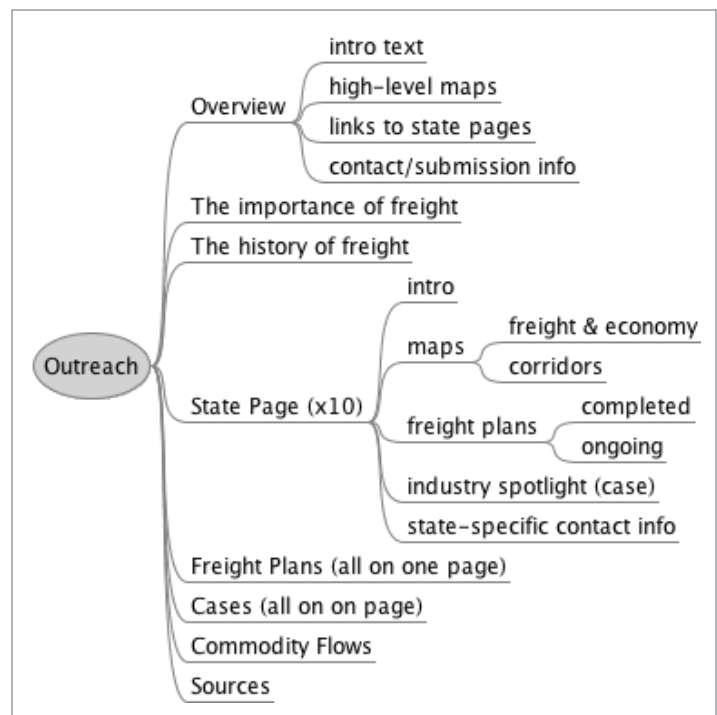 Outreach
Overview
intro text
high-level maps
links to state pages
contact/submission info
The importance of freight
The history of freight
State Page (x10)
intro
maps
freight & economy
corridors
freight plans
completed
ongoing
industry spotlight (case)
state-specific contact info
Freight Plans (all on one page)
Cases (all on on page)
Commodity Flows
Sources